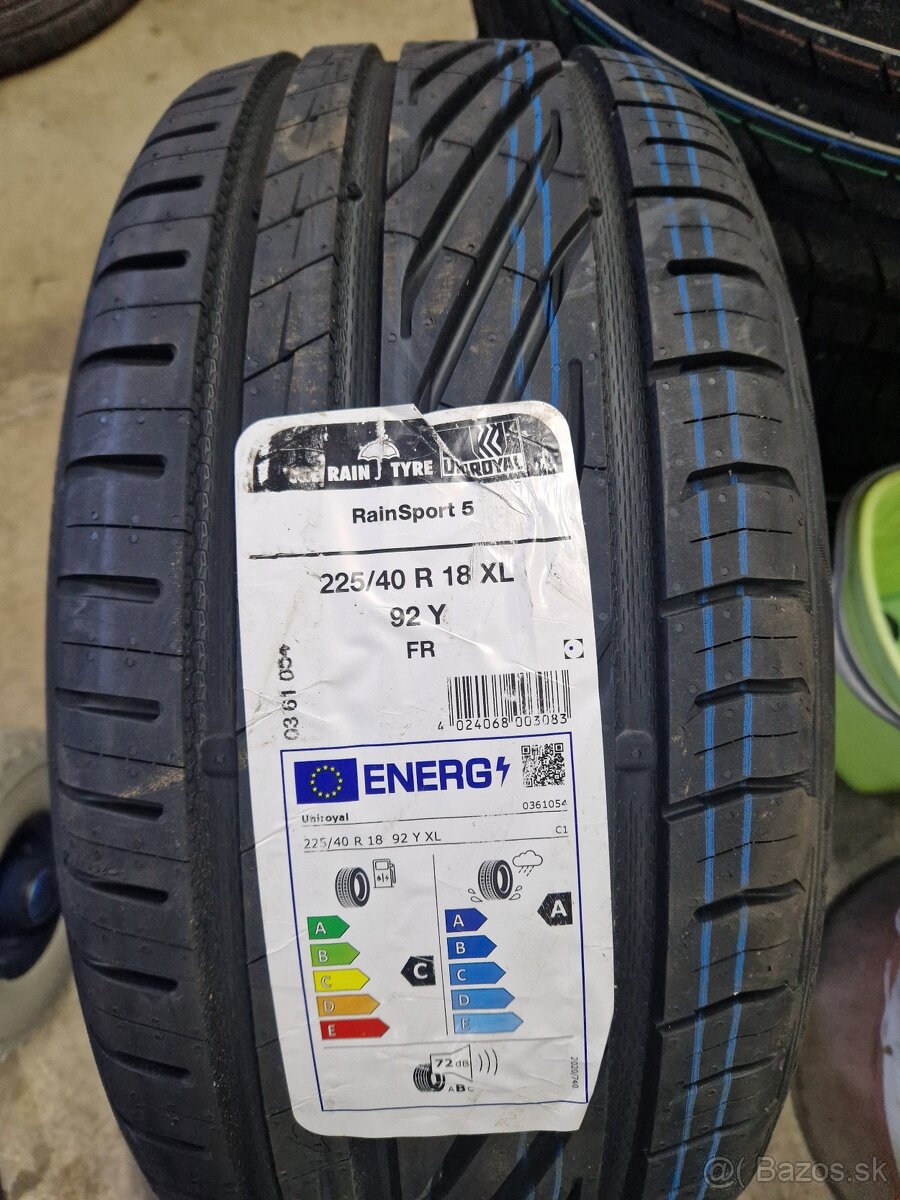 RAIN TYRE UNIROYAL
RainSport 5
225/40 R 18 XL
92 Y
FR
03 61 054
4 024068 003083
ENERG
Uniroyal 0361054
225/40 R 18 92 Y XL C1
A A
B B
C C
D D
E E
C
A
72 dB
ABC
2020/740
@( Bazos.sk